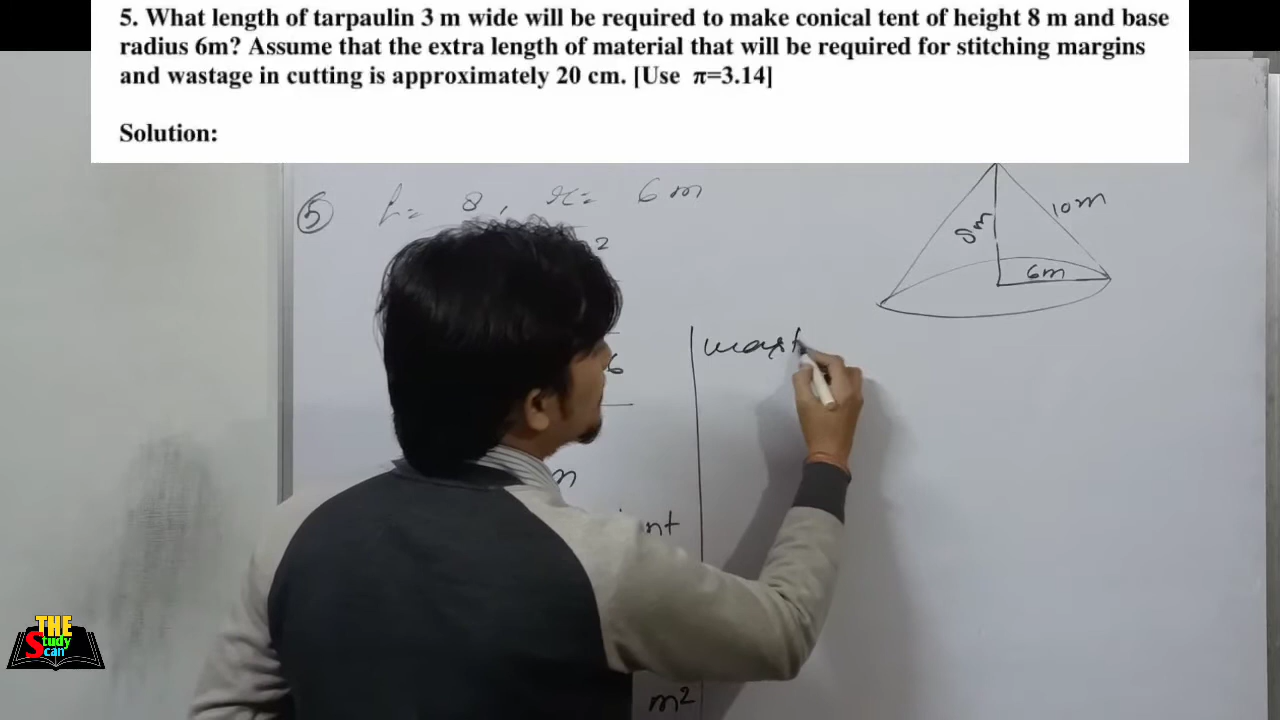 5. What length of tarpaulin 3 m wide will be required to make conical tent of height 8 m and base
radius 6m? Assume that the extra length of material that will be required for stitching margins
and wastage in cutting is approximately 20 cm. [Use π=3.14]
Solution:
5 h= 8, r= 6 m
2
10m
8m
6m
6
m
nt
m²
THE
Study
Scan